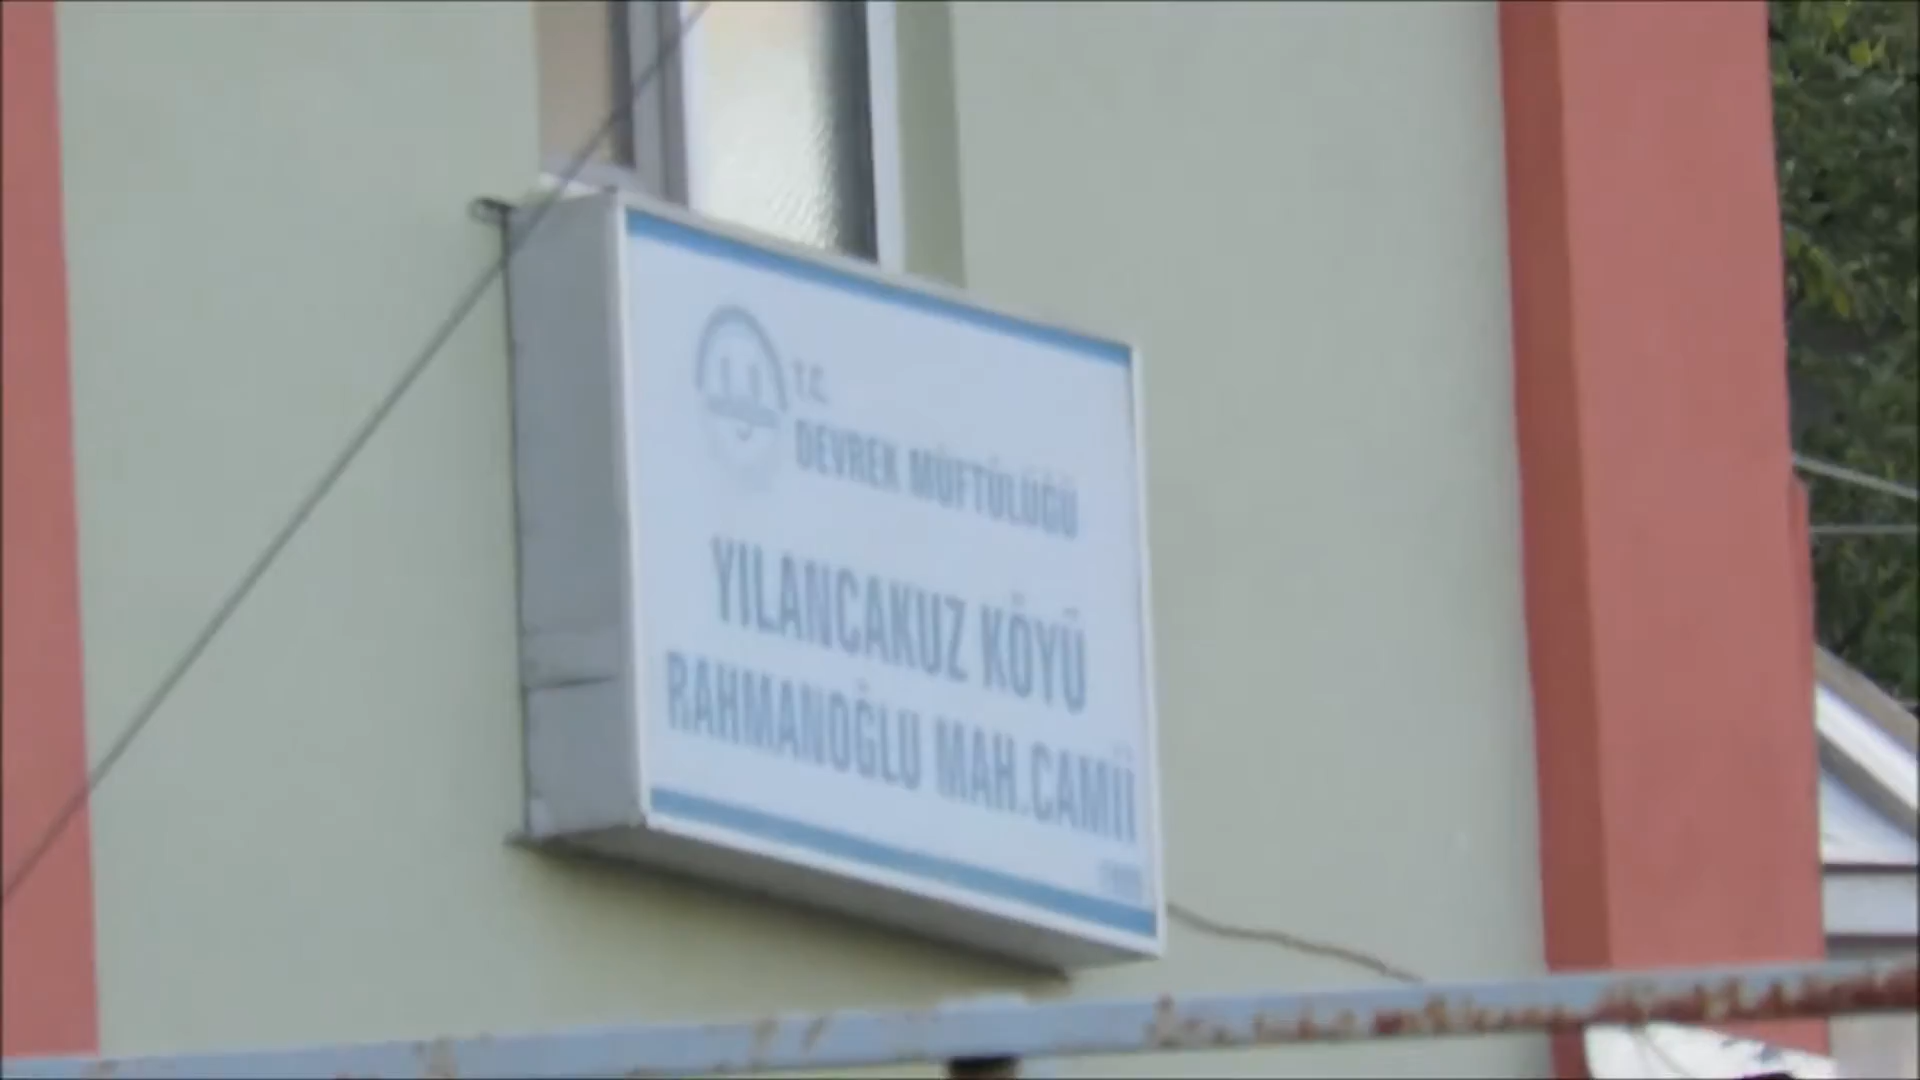 T.C.
DEVREK MÜFTÜLÜĞÜ
YILANCAKUZ KÖYÜ
RAHMANOĞLU MAH.CAMİİ